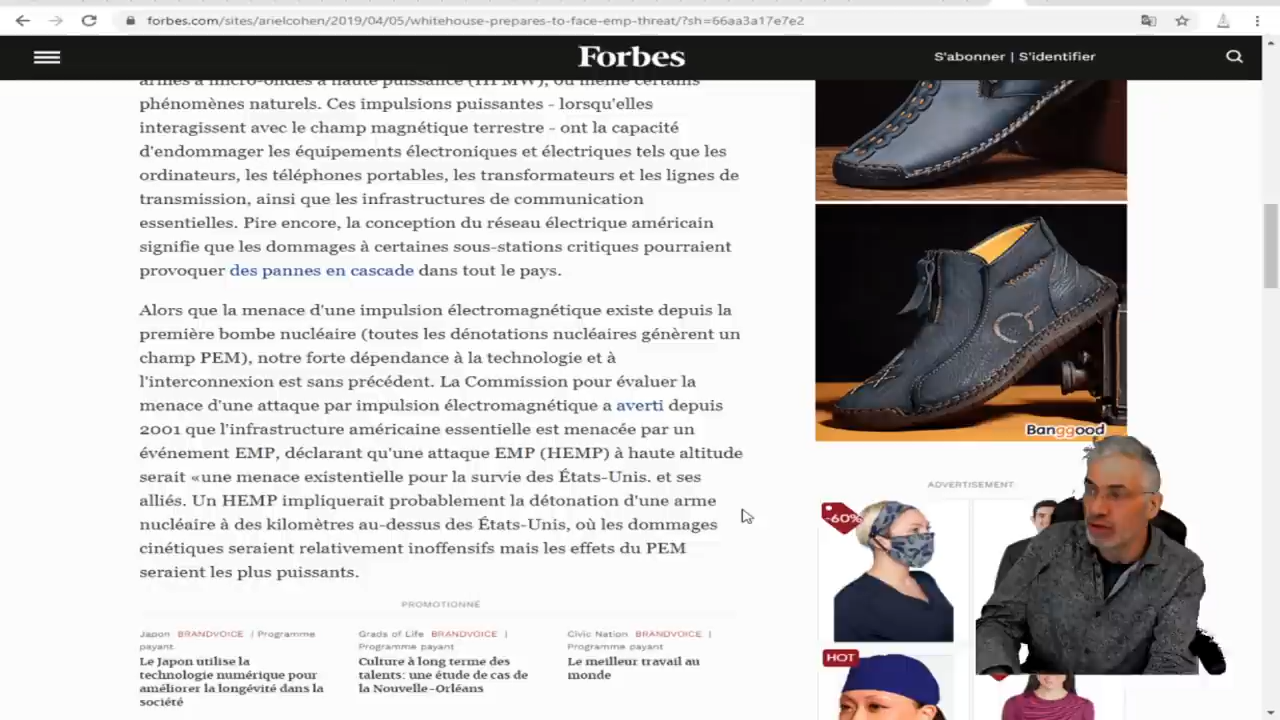 forbes.com/sites/arielcohen/2019/04/05/whitehouse-prepares-to-face-emp-threat/?sh=66aa3a17e7e2
Forbes
S'abonner | S'identifier
armes à micro-ondes à haute puissance (HPMW), ou même certains
phénomènes naturels. Ces impulsions puissantes - lorsqu'elles
interagissent avec le champ magnétique terrestre - ont la capacité
d'endommager les équipements électroniques et électriques tels que les
ordinateurs, les téléphones portables, les transformateurs et les lignes de
transmission, ainsi que les infrastructures de communication
essentielles. Pire encore, la conception du réseau électrique américain
signifie que les dommages à certaines sous-stations critiques pourraient
provoquer des pannes en cascade dans tout le pays.
Alors que la menace d'une impulsion électromagnétique existe depuis la
première bombe nucléaire (toutes les dénotations nucléaires génèrent un
champ PEM), notre forte dépendance à la technologie et à
l'interconnexion est sans précédent. La Commission pour évaluer la
menace d'une attaque par impulsion électromagnétique a averti depuis
2001 que l'infrastructure américaine essentielle est menacée par un
événement EMP, déclarant qu'une attaque EMP (HEMP) à haute altitude
serait «une menace existentielle pour la survie des États-Unis. et ses
alliés. Un HEMP impliquerait probablement la détonation d'une arme
nucléaire à des kilomètres au-dessus des États-Unis, où les dommages
cinétiques seraient relativement inoffensifs mais les effets du PEM
seraient les plus puissants.
Banggood
ADVERTISEMENT
-60%
HOT
PROMOTIONNÉ
Japon BRANDVOICE | Programme
payant
Le Japon utilise la
technologie numérique pour
améliorer la longévité dans la
société
Grads of Life BRANDVOICE |
Programme payant
Culture à long terme des
talents: une étude de cas de
la Nouvelle-Orléans
Civic Nation BRANDVOICE |
Programme payant
Le meilleur travail au
monde